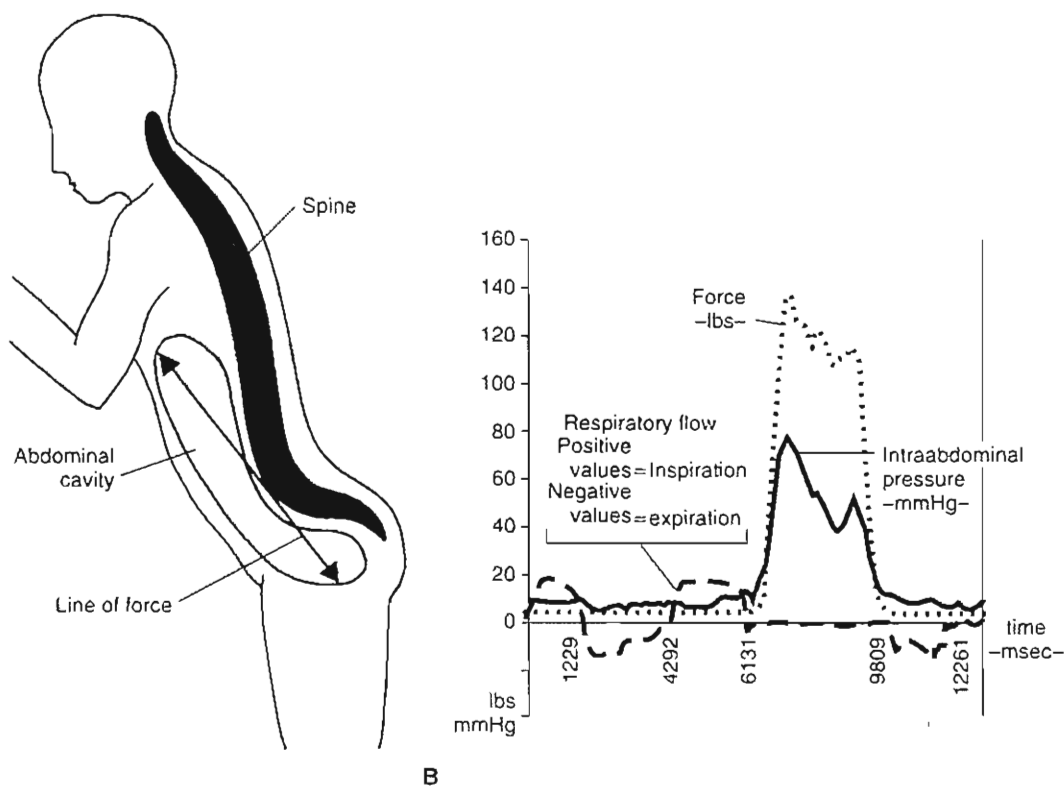 Spine
Abdominal
cavity
Line of force
160
140
120
100
80
60
40
20
0
lbs
mmHg
Force
–lbs–
Respiratory flow
Positive
values=Inspiration
Negative
values=expiration
Intraabdominal
pressure
–mmHg–
1229
4292
6131
9809
12261
time
–msec–
B